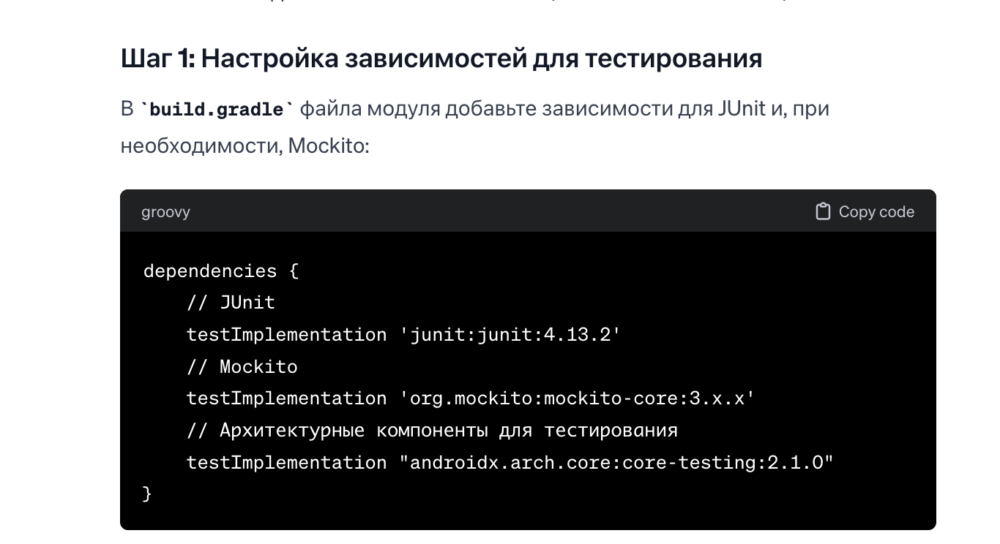 Шаг 1: Настройка зависимостей для тестирования
В `build.gradle` файла модуля добавьте зависимости для JUnit и, при
необходимости, Mockito:
groovy
Copy code
dependencies {
    // JUnit
    testImplementation 'junit:junit:4.13.2'
    // Mockito
    testImplementation 'org.mockito:mockito-core:3.x.x'
    // Архитектурные компоненты для тестирования
    testImplementation "androidx.arch.core:core-testing:2.1.0"
}